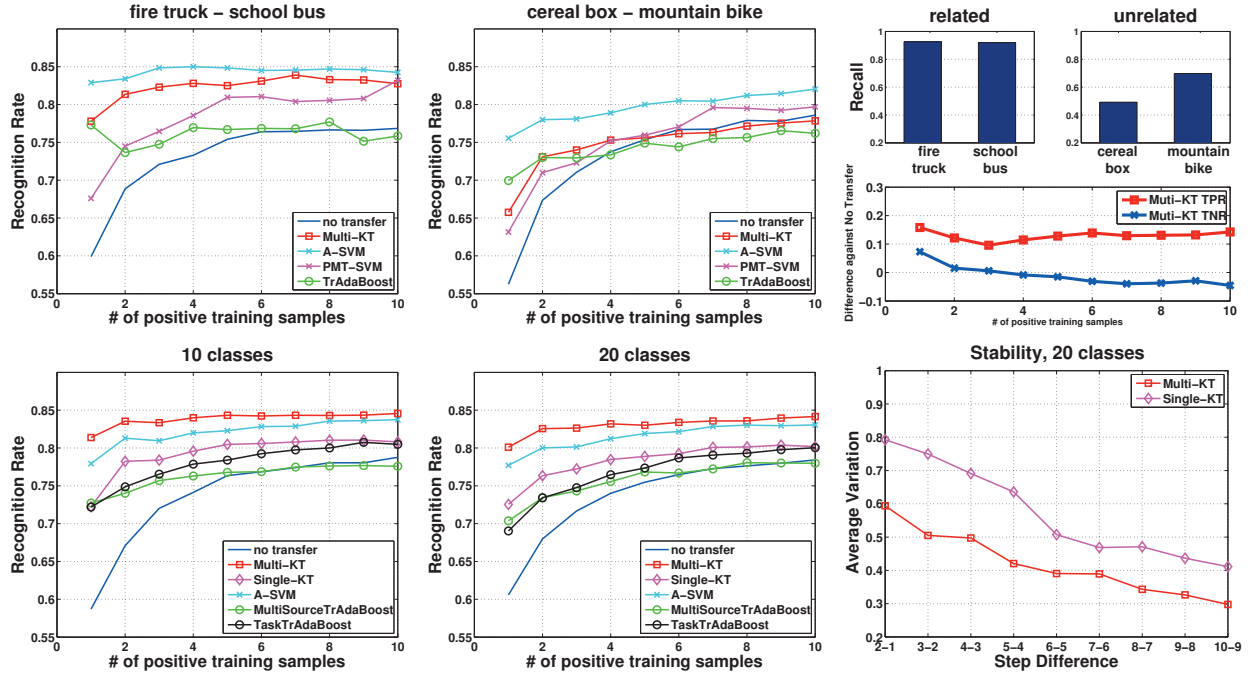 fire truck − school bus
Recognition Rate
0.85
0.8
0.75
0.7
0.65
0.6
0.55
0 2 4 6 8 10
# of positive training samples
no transfer
Multi−KT
A−SVM
PMT−SVM
TrAdaBoost
cereal box − mountain bike
Recognition Rate
0.85
0.8
0.75
0.7
0.65
0.6
0.55
0 2 4 6 8 10
# of positive training samples
no transfer
Multi−KT
A−SVM
PMT−SVM
TrAdaBoost
related
Recall
1
0.8
0.6
0.4
0.2
fire
truck
school
bus
unrelated
1
0.8
0.6
0.4
0.2
cereal
box
mountain
bike
Difference against No Transfer
0.3
0.2
0.1
0
−0.1
0 2 4 6 8 10
# of positive training samples
Muti−KT TPR
Muti−KT TNR
10 classes
Recognition Rate
0.85
0.8
0.75
0.7
0.65
0.6
0.55
0 2 4 6 8 10
# of positive training samples
no transfer
Multi−KT
Single−KT
A−SVM
MultiSourceTrAdaBoost
TaskTrAdaBoost
20 classes
Recognition Rate
0.85
0.8
0.75
0.7
0.65
0.6
0.55
0 2 4 6 8 10
# of positive training samples
no transfer
Multi−KT
Single−KT
A−SVM
MultiSourceTrAdaBoost
TaskTrAdaBoost
Stability, 20 classes
Average Variation
1
0.9
0.8
0.7
0.6
0.5
0.4
0.3
0.2
2−1 3−2 4−3 5−4 6−5 7−6 8−7 9−8 10−9
Step Difference
Multi−KT
Single−KT